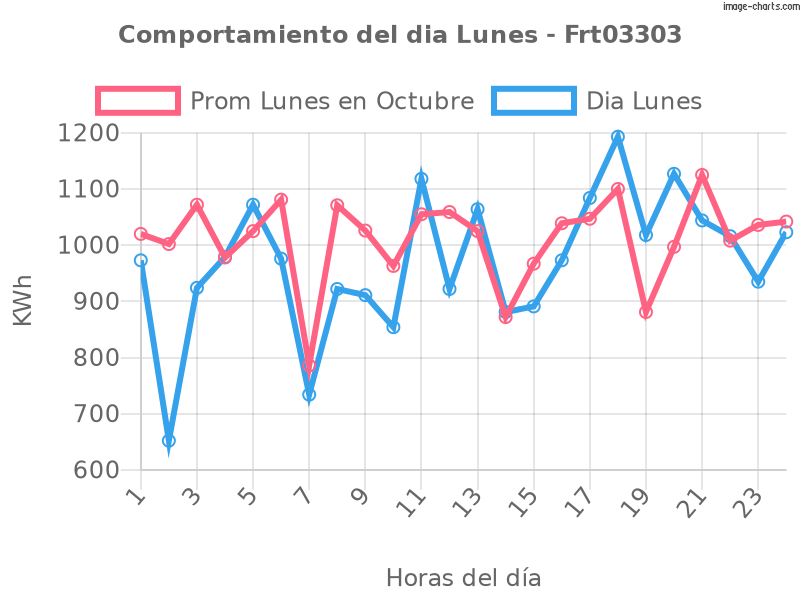 image-charts.com
Comportamiento del dia Lunes - Frt03303
Prom Lunes en Octubre
Dia Lunes
KWh
1200
1100
1000
900
800
700
600
1 3 5 7 9 11 13 15 17 19 21 23
Horas del día